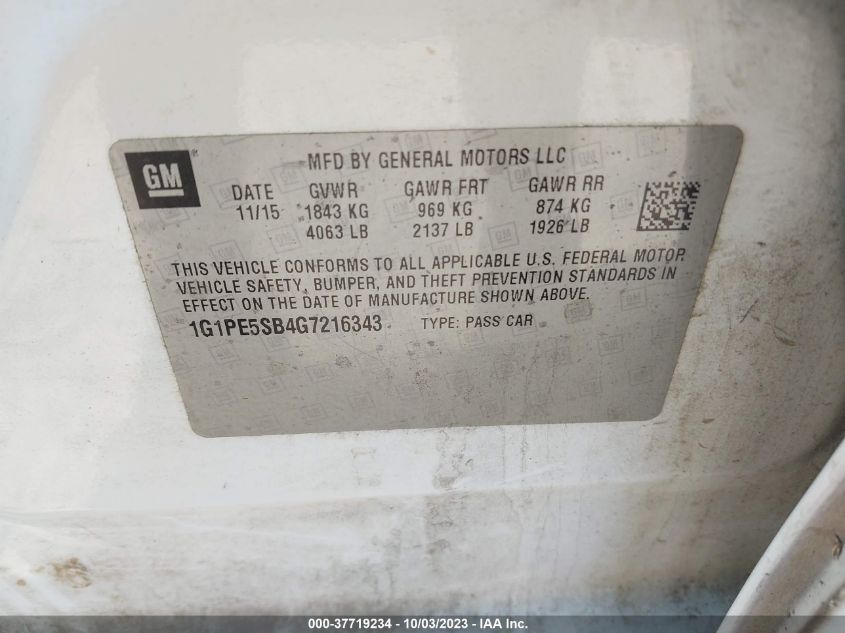 GM
MFD BY GENERAL MOTORS LLC
DATE GVWR GAWR FRT GAWR RR
11/15 1843 KG 969 KG 874 KG
4063 LB 2137 LB 1926 LB
THIS VEHICLE CONFORMS TO ALL APPLICABLE U.S. FEDERAL MOTOR
VEHICLE SAFETY, BUMPER, AND THEFT PREVENTION STANDARDS IN
EFFECT ON THE DATE OF MANUFACTURE SHOWN ABOVE.
1G1PE5SB4G7216343 TYPE: PASS CAR
000-37719234 - 10/03/2023 - IAA Inc.